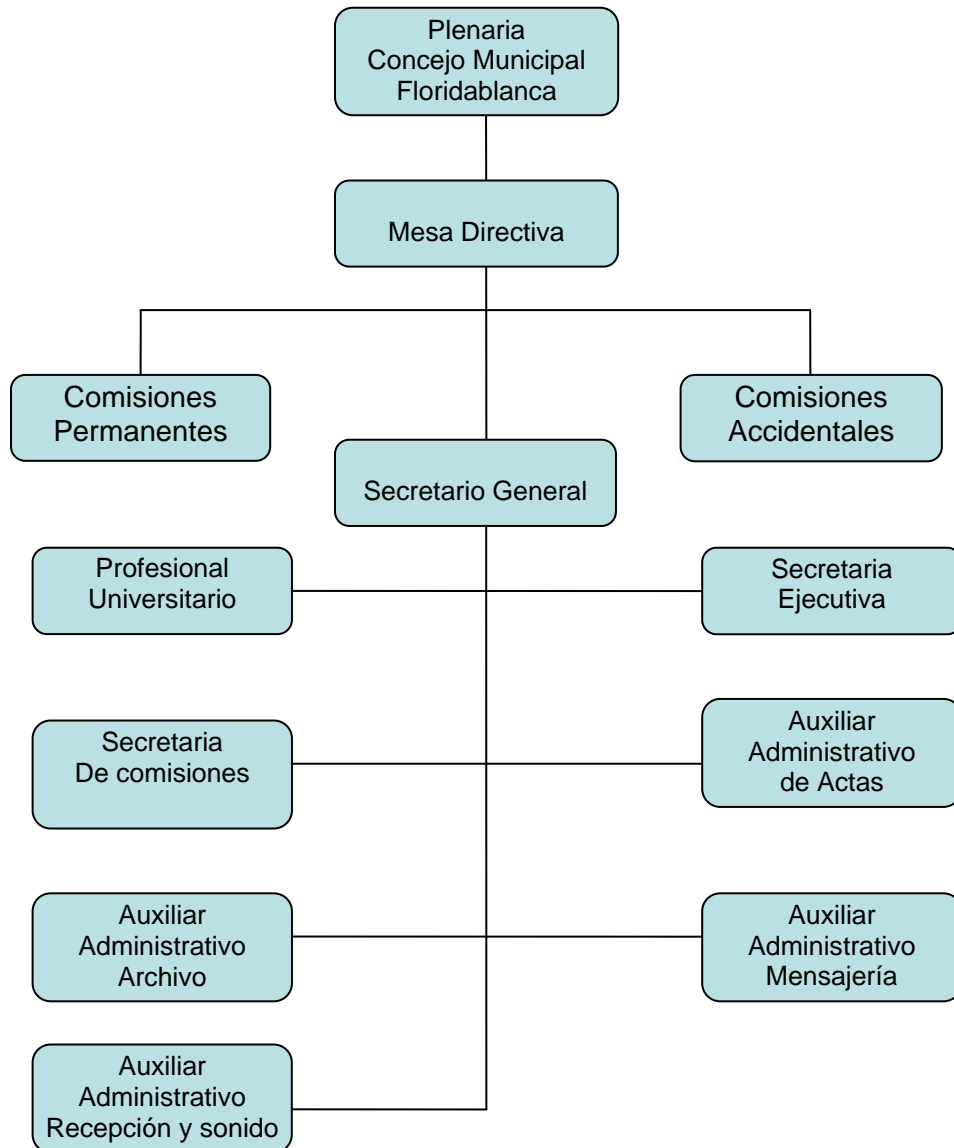 Plenaria
Concejo Municipal
Floridablanca
Mesa Directiva
Comisiones
Permanentes
Comisiones
Accidentales
Secretario General
Profesional
Universitario
Secretaria
Ejecutiva
Secretaria
De comisiones
Auxiliar
Administrativo
de Actas
Auxiliar
Administrativo
Archivo
Auxiliar
Administrativo
Mensajería
Auxiliar
Administrativo
Recepción y sonido